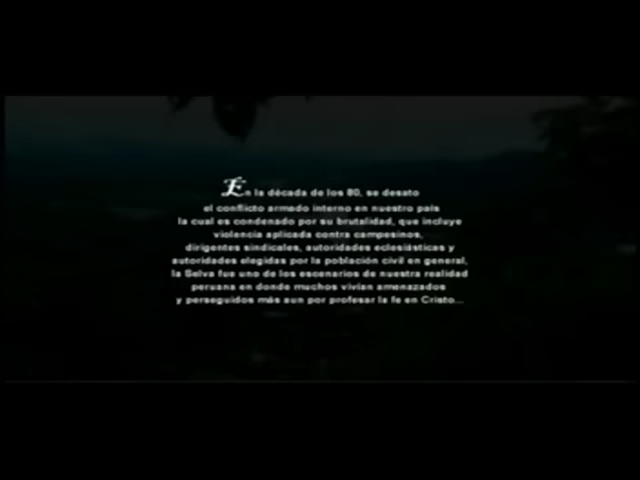 En la década de los 80, se desato
el conflicto armado interno en nuestro país
la cual es condenado por su brutalidad, que incluye
violencia aplicada contra campesinos,
dirigentes sindicales, autoridades eclesiásticas y
autoridades elegidas por la población civil en general,
la Selva fue uno de los escenarios de nuestra realidad
peruana en donde muchos vivían amenazados
y perseguidos más aun por profesar la fe en Cristo...